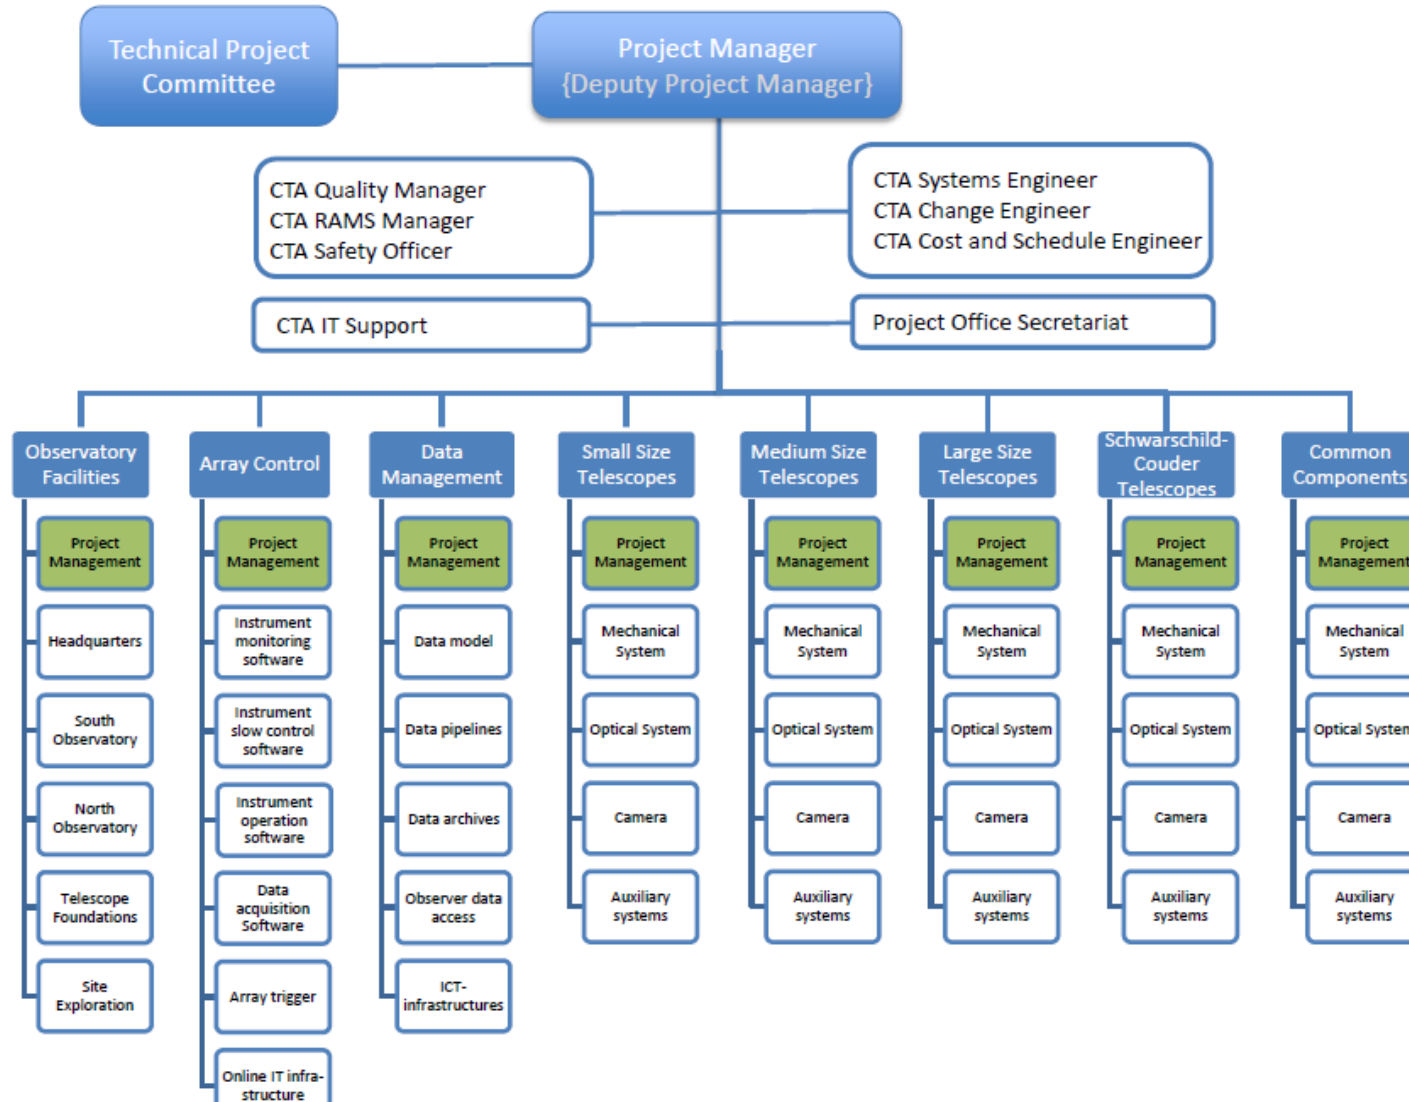 Technical Project
Committee
Project Manager
{Deputy Project Manager}
CTA Quality Manager
CTA RAMS Manager
CTA Safety Officer
CTA Systems Engineer
CTA Change Engineer
CTA Cost and Schedule Engineer
CTA IT Support
Project Office Secretariat
Observatory
Facilities
Project
Management
Headquarters
South
Observatory
North
Observatory
Telescope
Foundations
Site
Exploration
Array Control
Project
Management
Instrument
monitoring
software
Instrument
slow control
software
Instrument
operation
software
Data
acquisition
Software
Array trigger
Online IT infra-
structure
Data
Management
Project
Management
Data model
Data pipelines
Data archives
Observer data
access
ICT-
infrastructures
Small Size
Telescopes
Project
Management
Mechanical
System
Optical System
Camera
Auxiliary
systems
Medium Size
Telescopes
Project
Management
Mechanical
System
Optical System
Camera
Auxiliary
systems
Large Size
Telescopes
Project
Management
Mechanical
System
Optical System
Camera
Auxiliary
systems
Schwarschild-
Couder
Telescopes
Project
Management
Mechanical
System
Optical System
Camera
Auxiliary
systems
Common
Components
Project
Management
Mechanical
System
Optical System
Camera
Auxiliary
systems